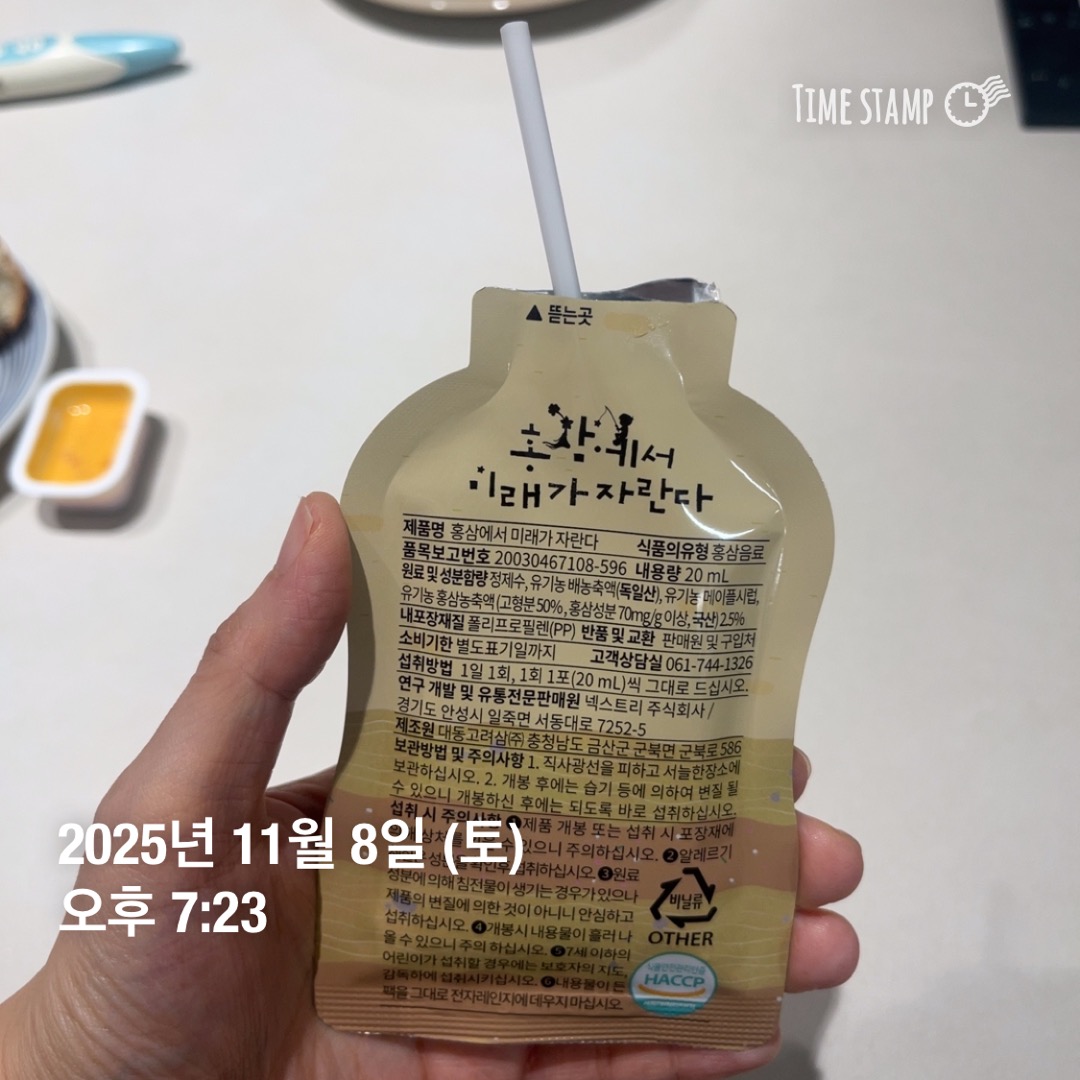 TIME STAMP
▲ 뜯는곳
홍삼에서
미래가 자란다
제품명 홍삼에서 미래가 자란다 식품의유형 홍삼음료
품목보고번호 20030467108-596 내용량 20 mL
원료 및 성분함량 정제수, 유기농 배농축액(독일산), 유기농 메이플시럽,
유기농 홍삼농축액 (고형분 50% , 홍삼성분 70mg/g 이상, 국산) 2.5%
내포장재질 폴리프로필렌(PP) 반품 및 교환 판매원 및 구입처
소비기한 별도표기일까지 고객상담실 061-744-1326
섭취방법 1일 1회, 1회 1포(20 mL)씩 그대로 드십시오.
연구 개발 및 유통전문판매원 넥스트리 주식회사 /
경기도 안성시 일죽면 서동대로 7252-5
제조원 대동고려삼(주) 충청남도 금산군 군북면 군북로 586
보관방법 및 주의사항 1. 직사광선을 피하고 서늘한장소에
보관하십시오. 2. 개봉 후에는 습기 등에 의하여 변질 될
수 있으니 개봉하신 후에는 되도록 바로 섭취하십시오.
섭취 시 주의사항 ❶제품 개봉 또는 섭취 시 포장재에
있으니 주의하십시오. ❷알레르기
섭취하십시오. ❸원료
성분에 의해 침전물이 생기는 경우가 있으나
제품의 변질에 의한 것이 아니니 안심하고
섭취하십시오. ❹개봉시 내용물이 흘러 나
올 수 있으니 주의 하십시오. ❺7세 이하의
어린이가 섭취할 경우에는 보호자의 지도,
감독하에 섭취시키십시오. ❻내용물이 든
팩을 그대로 전자레인지에 데우지 마십시오.
비닐류
OTHER
HACCP
2025년 11월 8일 (토)
오후 7:23